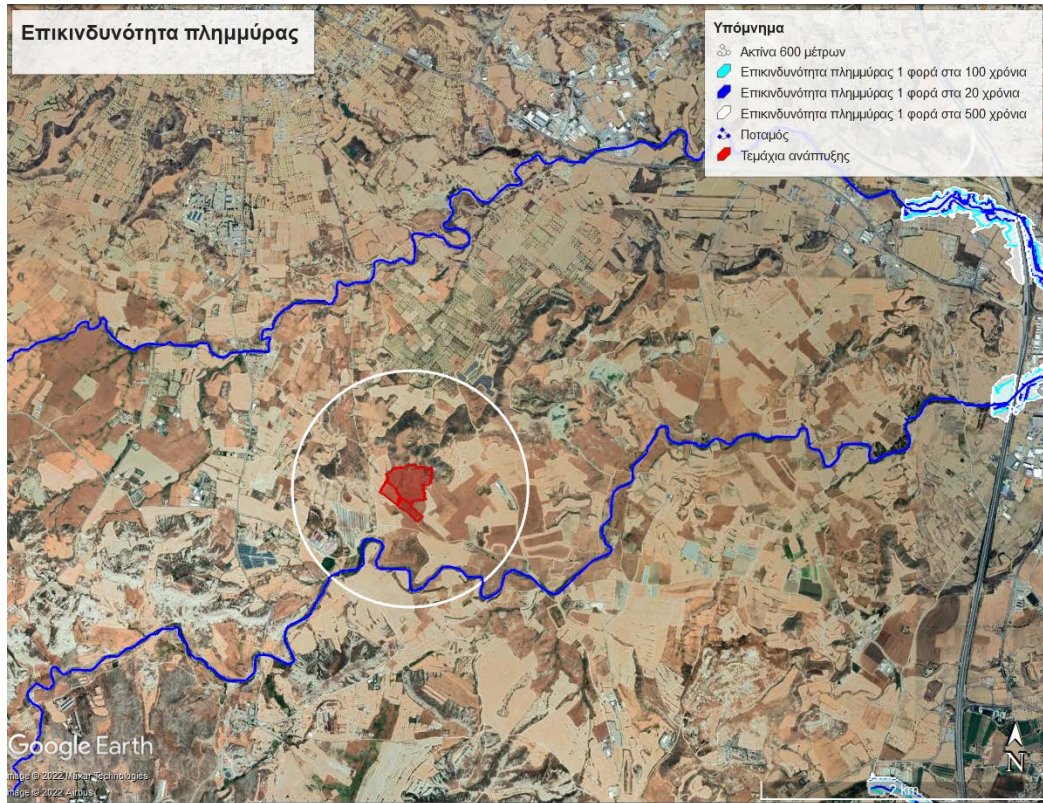 Επικινδυνότητα πλημμύρας
Υπόμνημα
Ακτίνα 600 μέτρων
Επικινδυνότητα πλημμύρας 1 φορά στα 100 χρόνια
Επικινδυνότητα πλημμύρας 1 φορά στα 20 χρόνια
Επικινδυνότητα πλημμύρας 1 φορά στα 500 χρόνια
Ποταμός
Τεμάχια ανάπτυξης
Google Earth
mage © 2022 Maxar Technologies
mage © 2022 Airbus
N
2 km